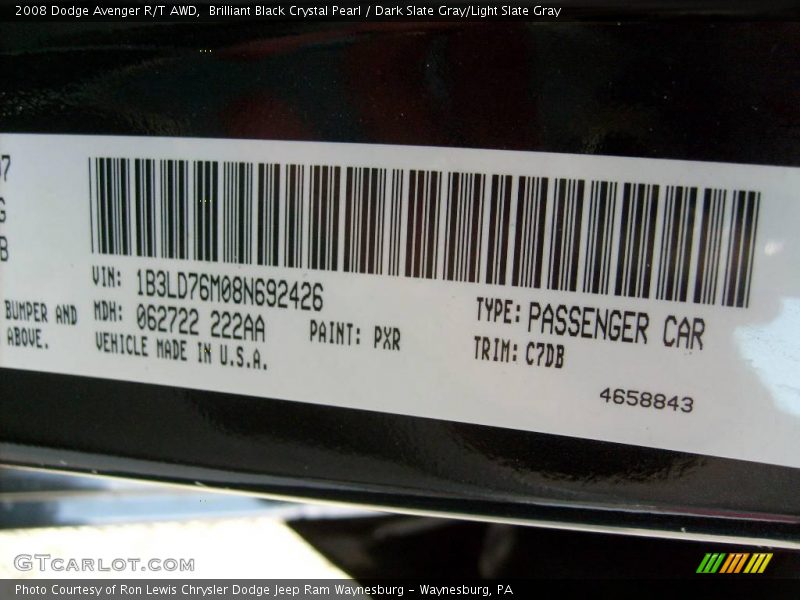 2008 Dodge Avenger R/T AWD,  Brilliant Black Crystal Pearl / Dark Slate Gray/Light Slate Gray
07
G
B
BUMPER AND
ABOVE.
VIN: 1B3LD76M08N692426
MDH: 062722 222AA
VEHICLE MADE IN U.S.A.
PAINT: PXR
TYPE: PASSENGER CAR
TRIM: C7DB
4658843
GTCARLOT.COM
Photo Courtesy of Ron Lewis Chrysler Dodge Jeep Ram Waynesburg – Waynesburg, PA